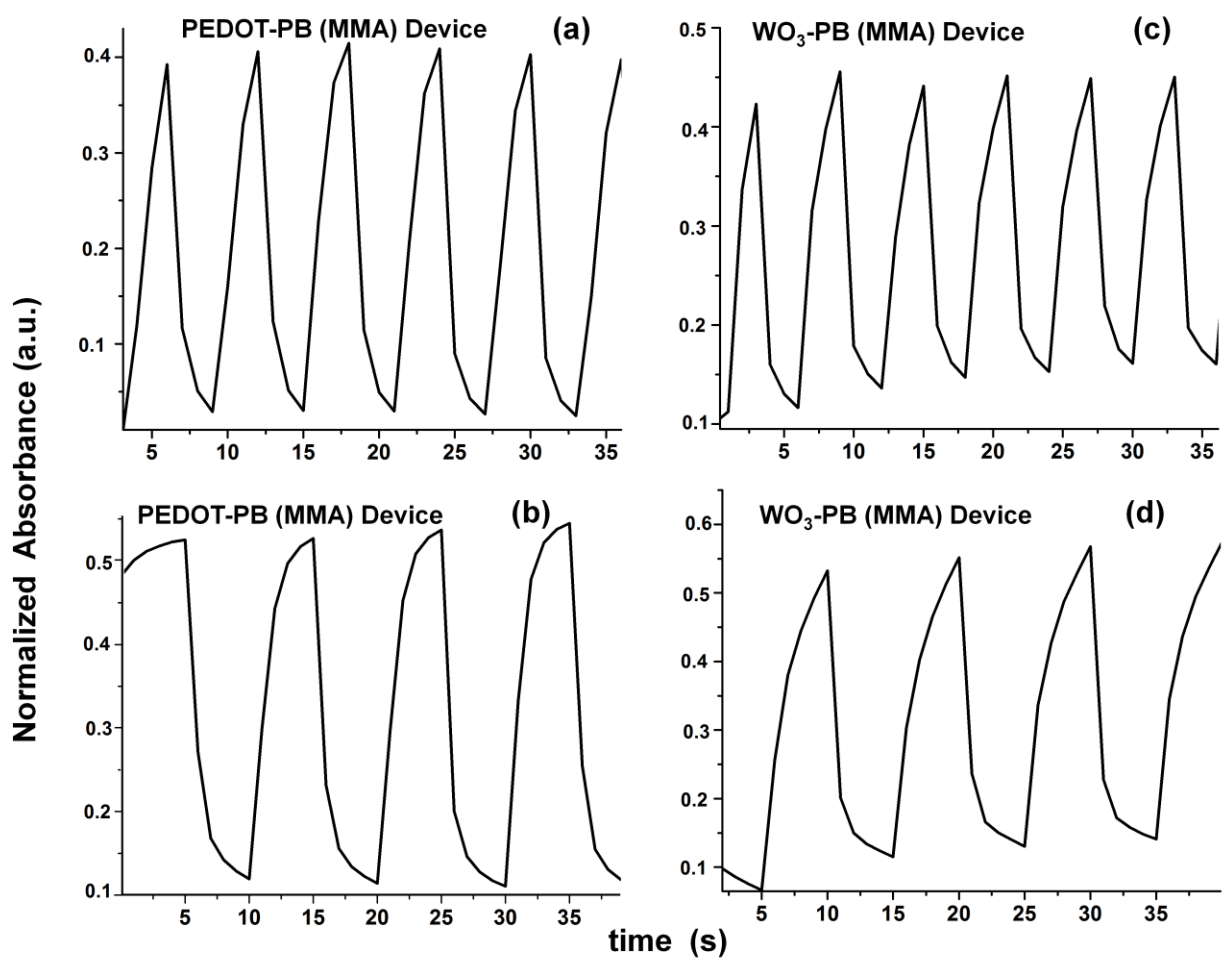 PEDOT-PB (MMA) Device (a)
0.4
0.3
0.2
0.1
5 10 15 20 25 30 35
WO₃-PB (MMA) Device (c)
0.5
0.4
0.3
0.2
0.1
5 10 15 20 25 30 35
Normalized Absorbance (a.u.)
PEDOT-PB (MMA) Device (b)
0.5
0.4
0.3
0.2
0.1
5 10 15 20 25 30 35
WO₃-PB (MMA) Device (d)
0.6
0.5
0.4
0.3
0.2
0.1
5 10 15 20 25 30 35
time (s)